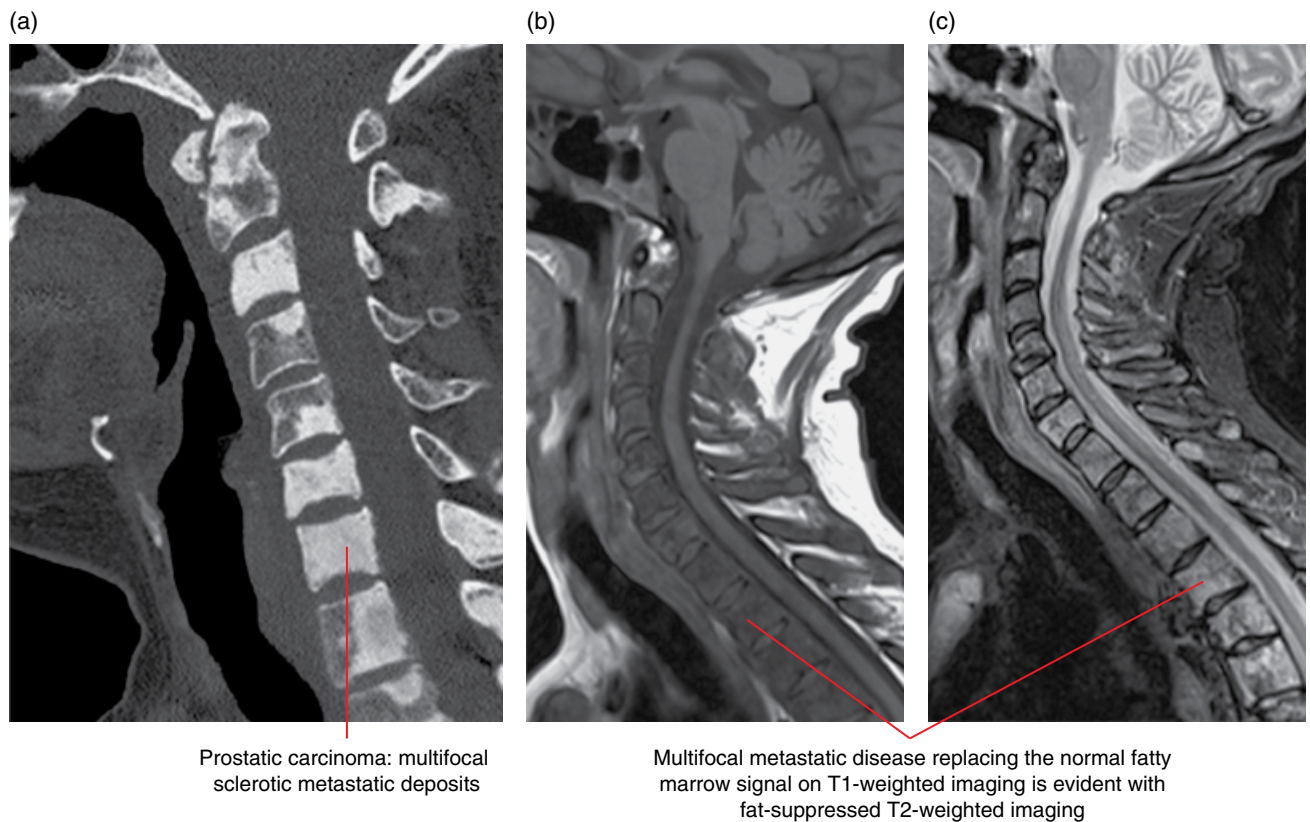 (a)
(b)
(c)
Prostatic carcinoma: multifocal
sclerotic metastatic deposits
Multifocal metastatic disease replacing the normal fatty
marrow signal on T1-weighted imaging is evident with
fat-suppressed T2-weighted imaging